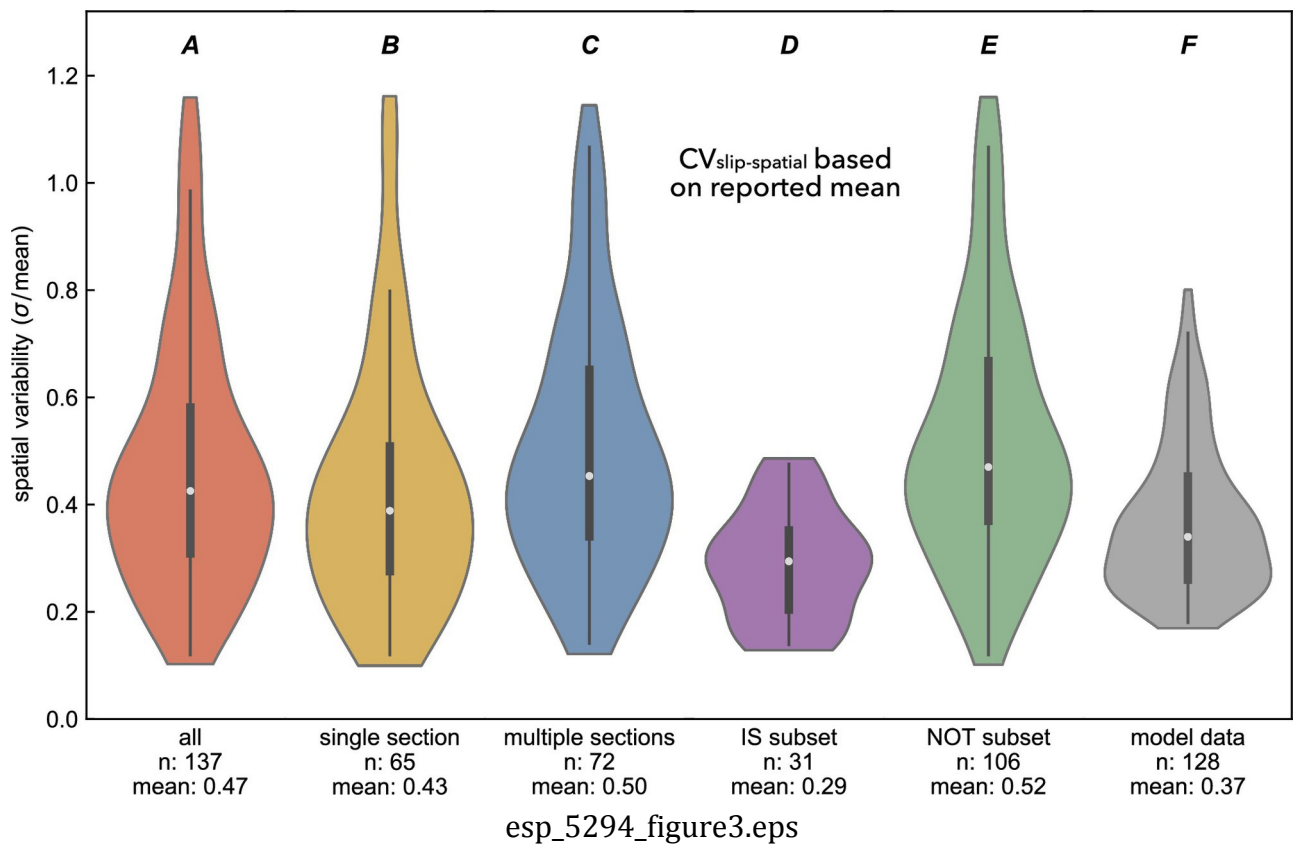 A B C D E F
CVslip-spatial based
on reported mean
spatial variability (σ/mean)
1.2
1.0
0.8
0.6
0.4
0.2
0.0
all single section multiple sections IS subset NOT subset model data
n: 137 n: 65 n: 72 n: 31 n: 106 n: 128
mean: 0.47 mean: 0.43 mean: 0.50 mean: 0.29 mean: 0.52 mean: 0.37
esp_5294_figure3.eps